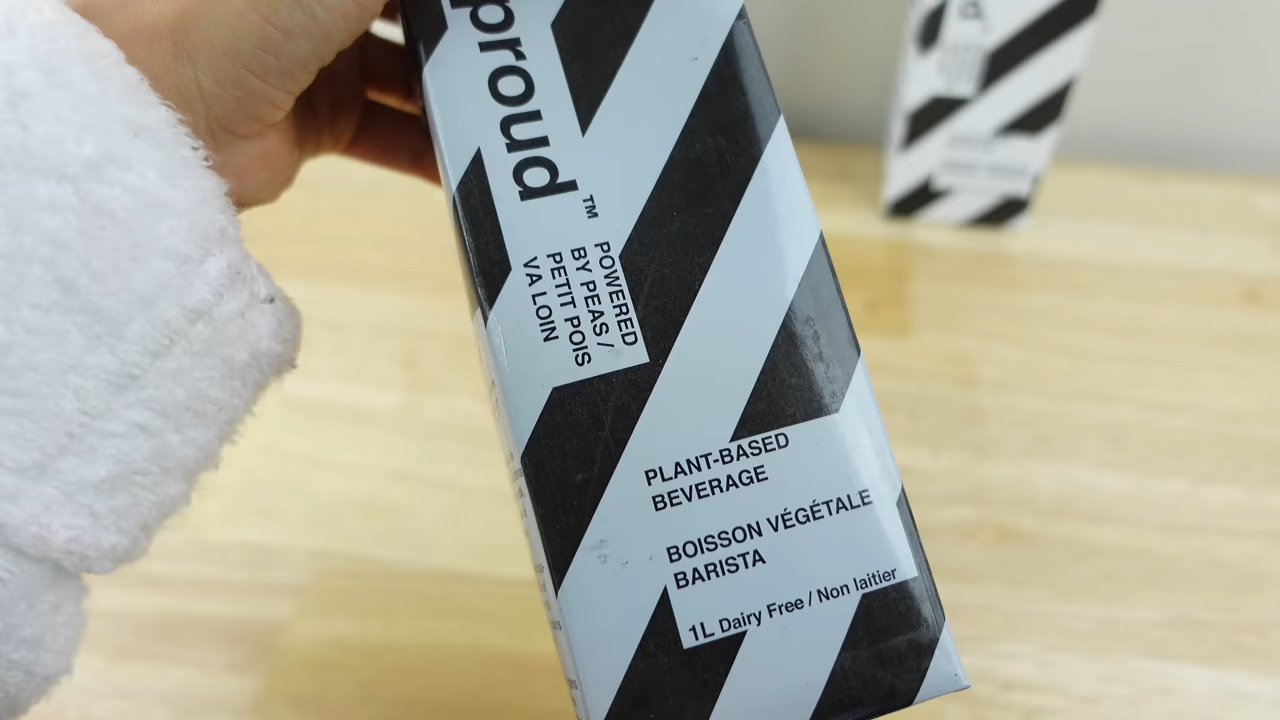 proud
TM
POWERED
BY PEAS /
PETIT POIS
VA LOIN
PLANT-BASED
BEVERAGE
BOISSON VÉGÉTALE
BARISTA
1L Dairy Free / Non laitier